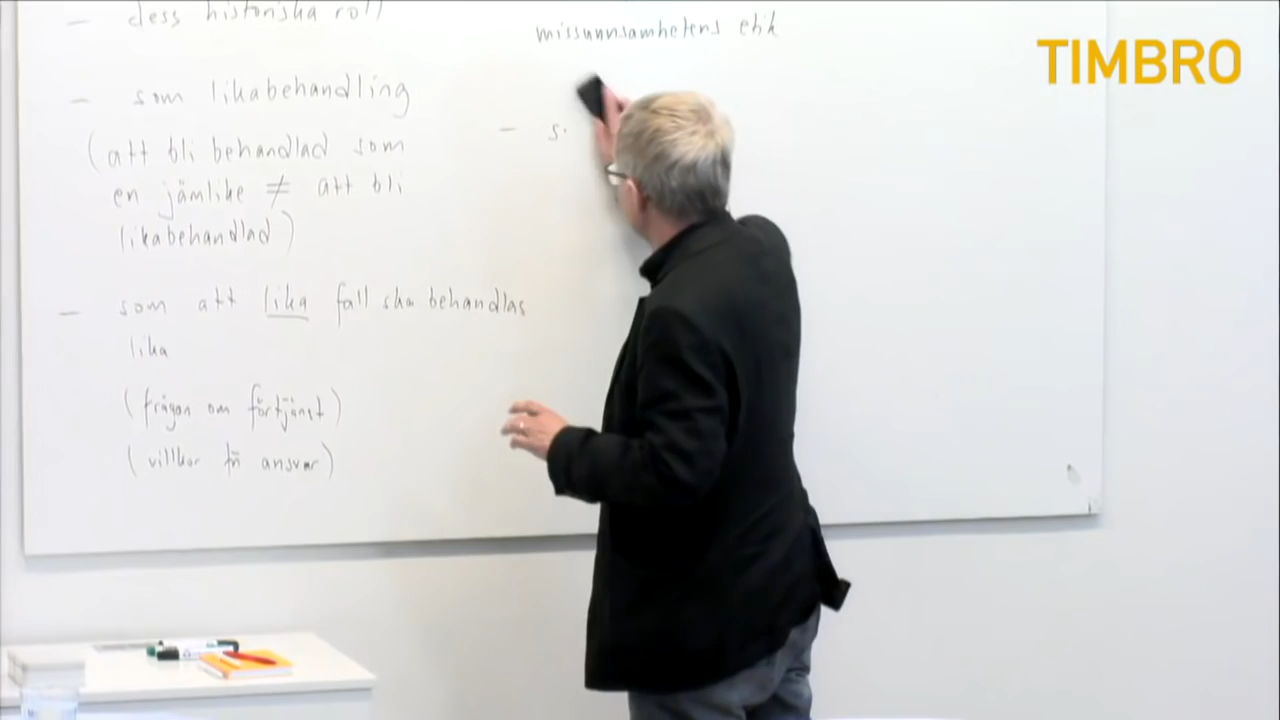 - dess historiska roll
- som likabehandling
(att bli behandlad som
en jämlike ≠ att bli
likabehandlad)
- som att lika fall ska behandlas
lika
(frågan om förtjänst)
(villkor för ansvar)
missunnsamhetens etik
- s.
TIMBRO